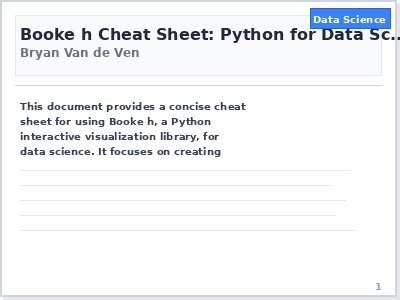 Data Science
Booke h Cheat Sheet: Python for Data Sc...
Bryan Van de Ven
This document provides a concise cheat
sheet for using Booke h, a Python
interactive visualization library, for
data science. It focuses on creating
1